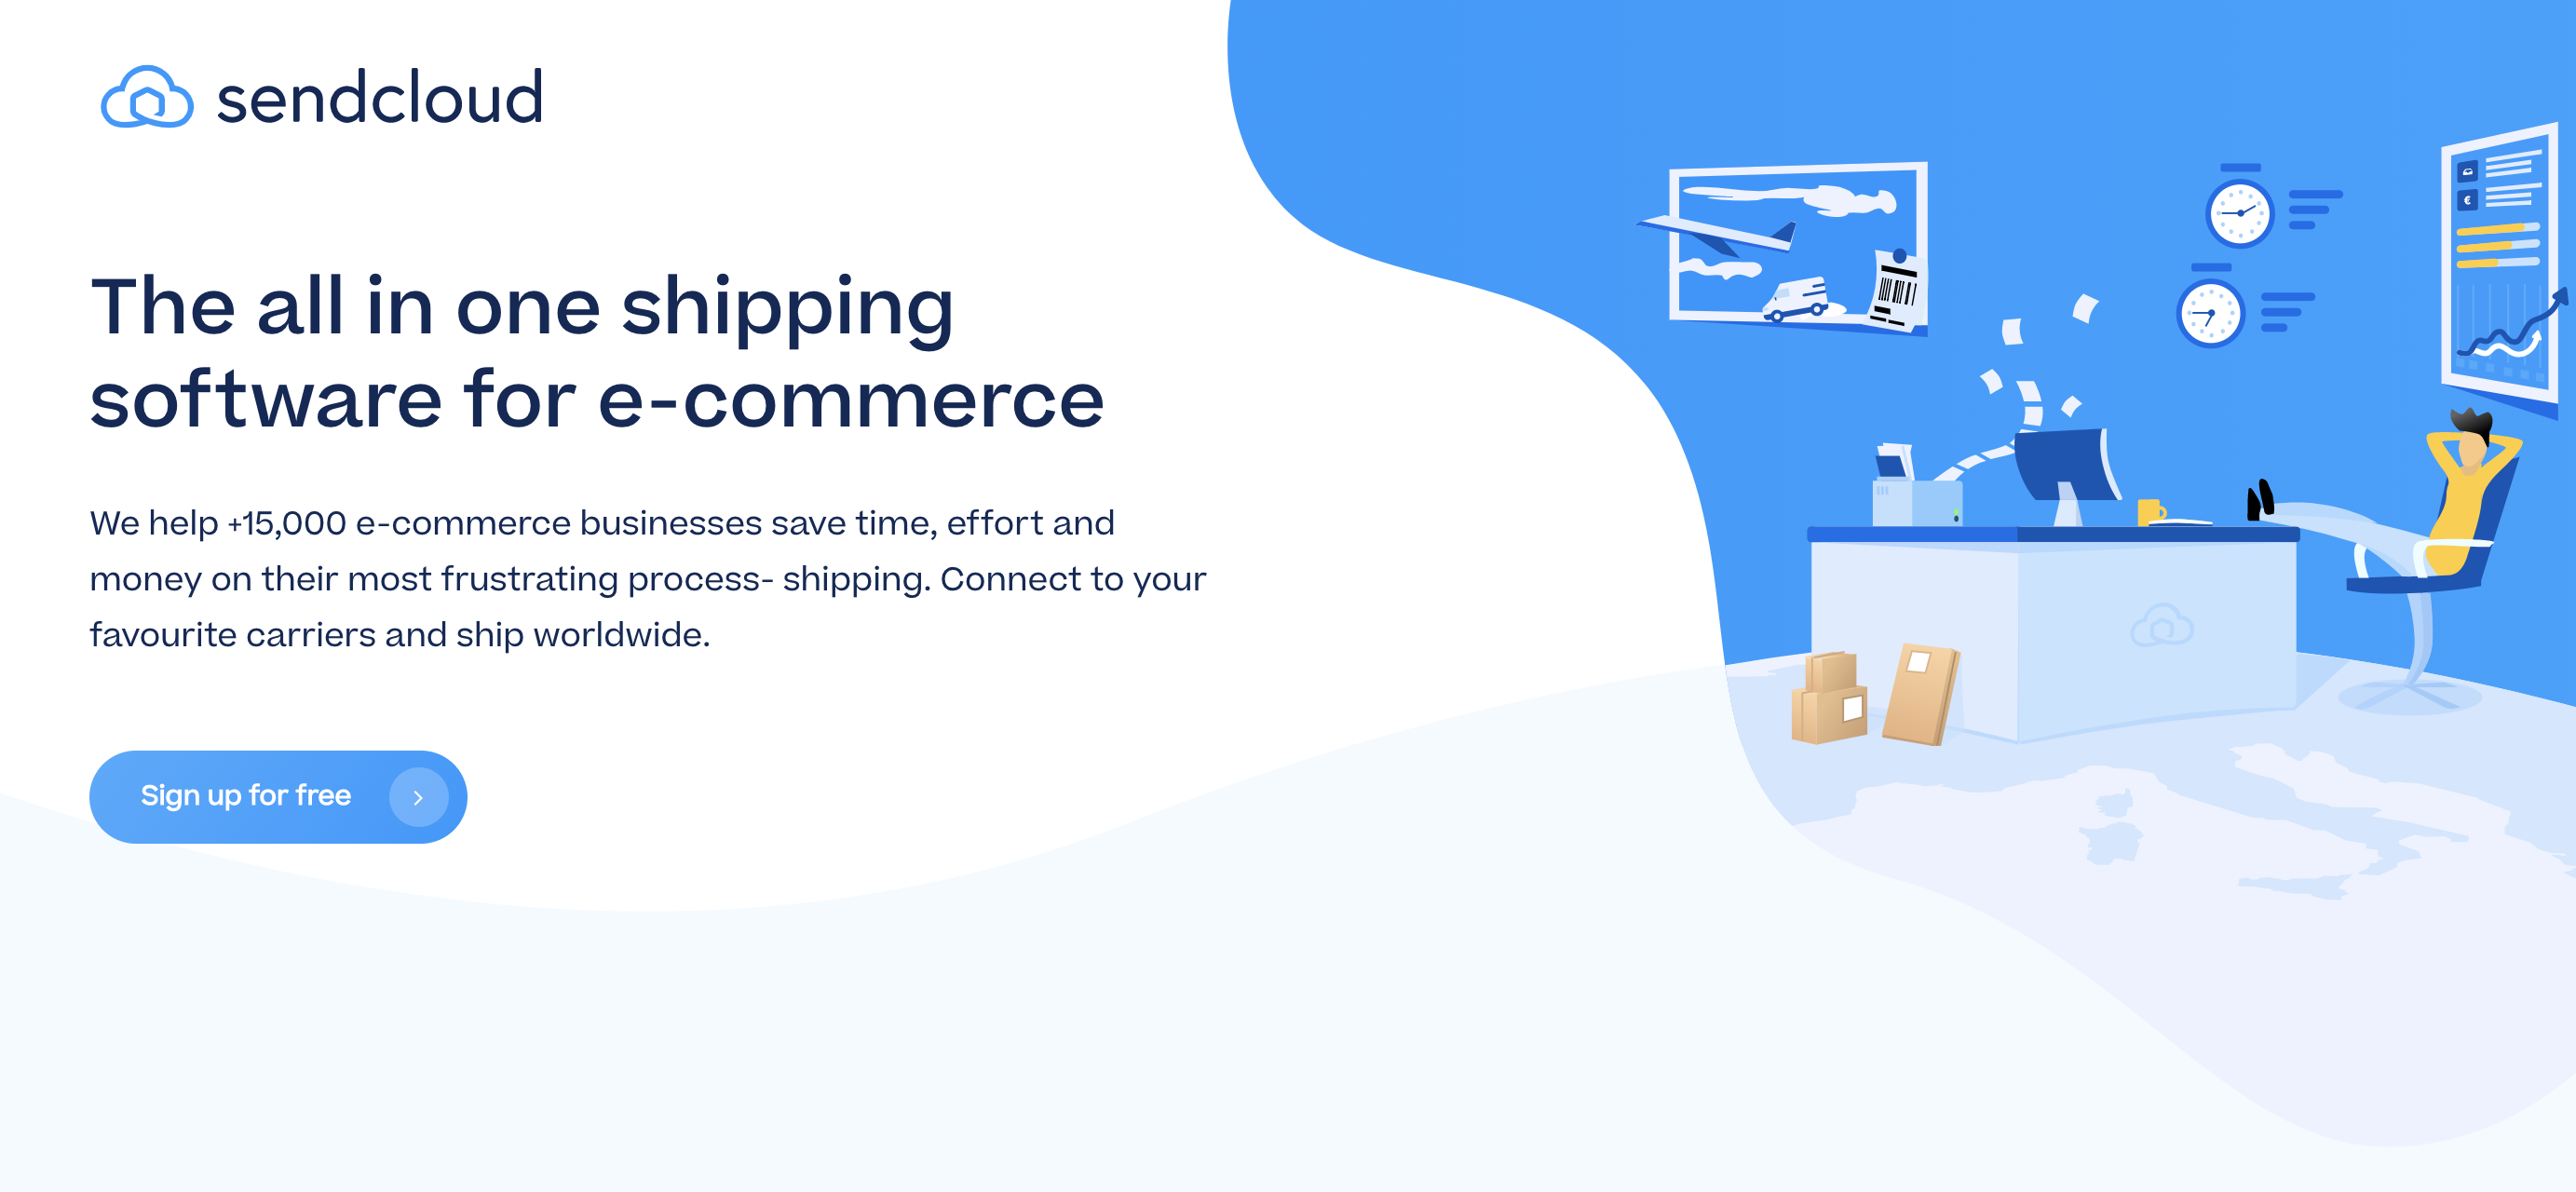 sendcloud
The all in one shipping
software for e-commerce
We help +15,000 e-commerce businesses save time, effort and
money on their most frustrating process- shipping. Connect to your
favourite carriers and ship worldwide.
Sign up for free
€